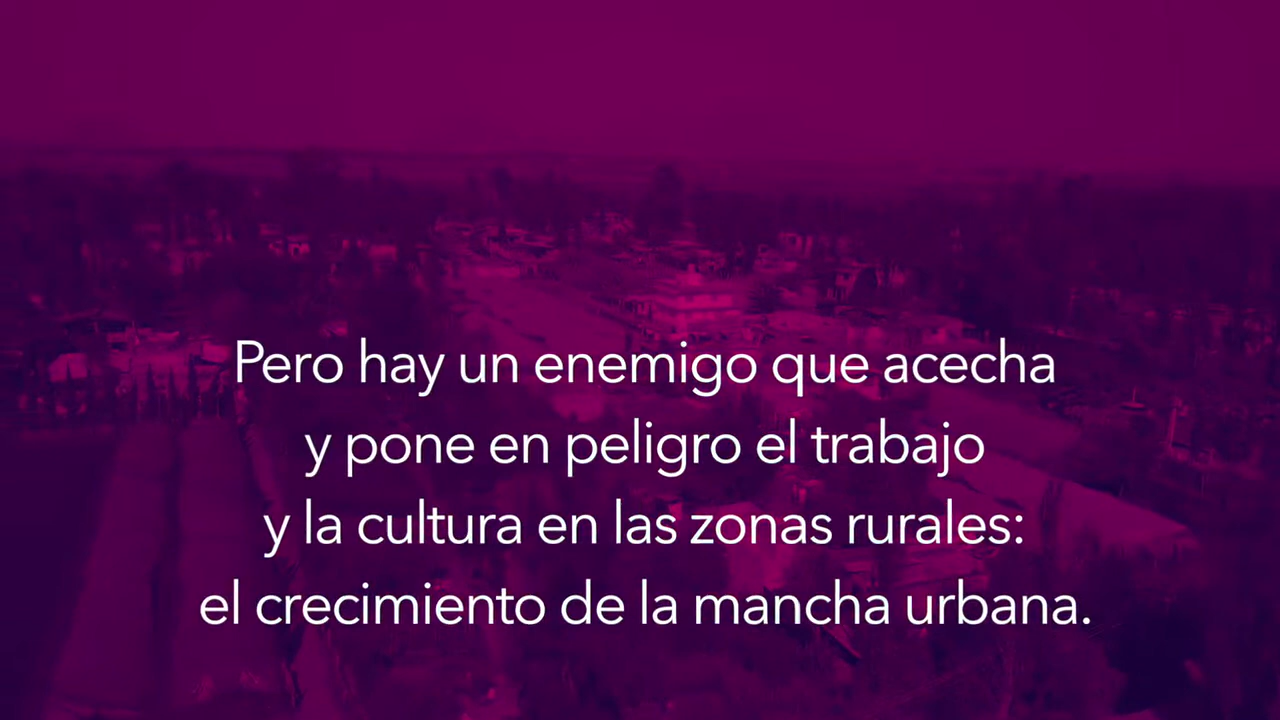 Pero hay un enemigo que acecha
y pone en peligro el trabajo
y la cultura en las zonas rurales:
el crecimiento de la mancha urbana.